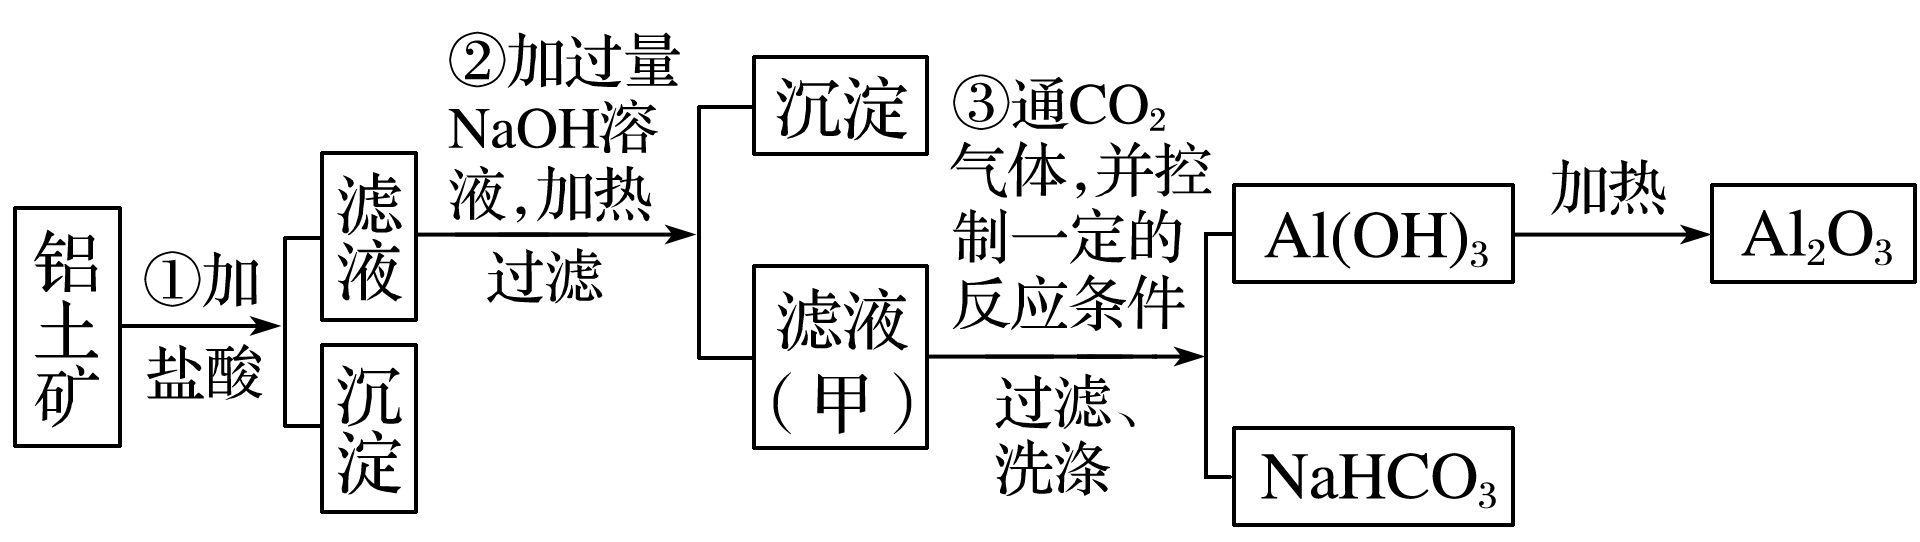 铝
土
矿
①加
盐酸
滤
液
沉
淀
②加过量
NaOH溶
液,加热
过滤
沉淀
滤液
(甲)
③通CO₂
气体,并控
制一定的
反应条件
过滤、
洗涤
Al(OH)₃
NaHCO₃
加热
Al₂O₃